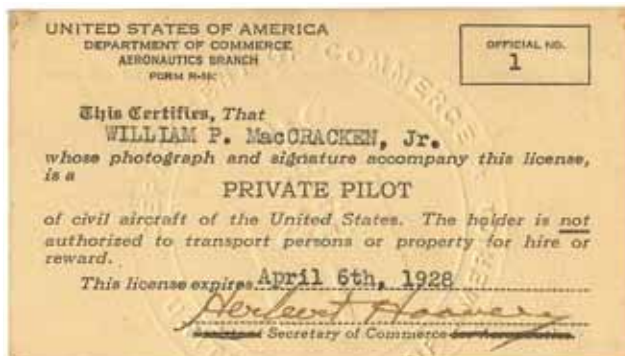 UNITED STATES OF AMERICA
DEPARTMENT OF COMMERCE
AERONAUTICS BRANCH
OFFICIAL NO.
1
This Certifies, That
WILLIAM P. MacCRACKEN, Jr.
whose photograph and signature accompany this license,
is a
PRIVATE PILOT
of civil aircraft of the United States. The holder is not
authorized to transport persons or property for hire or
reward.
This license expires April 6th, 1928
Herbert Hoover
Assistant Secretary of Commerce for Aeronautics.